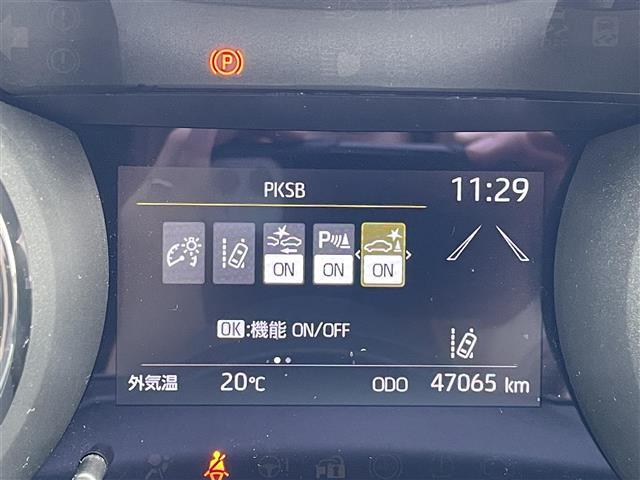 P
PKSB
11:29
P
ON
ON
ON
OK:機能 ON/OFF
外気温 20℃ ODO 47065 km